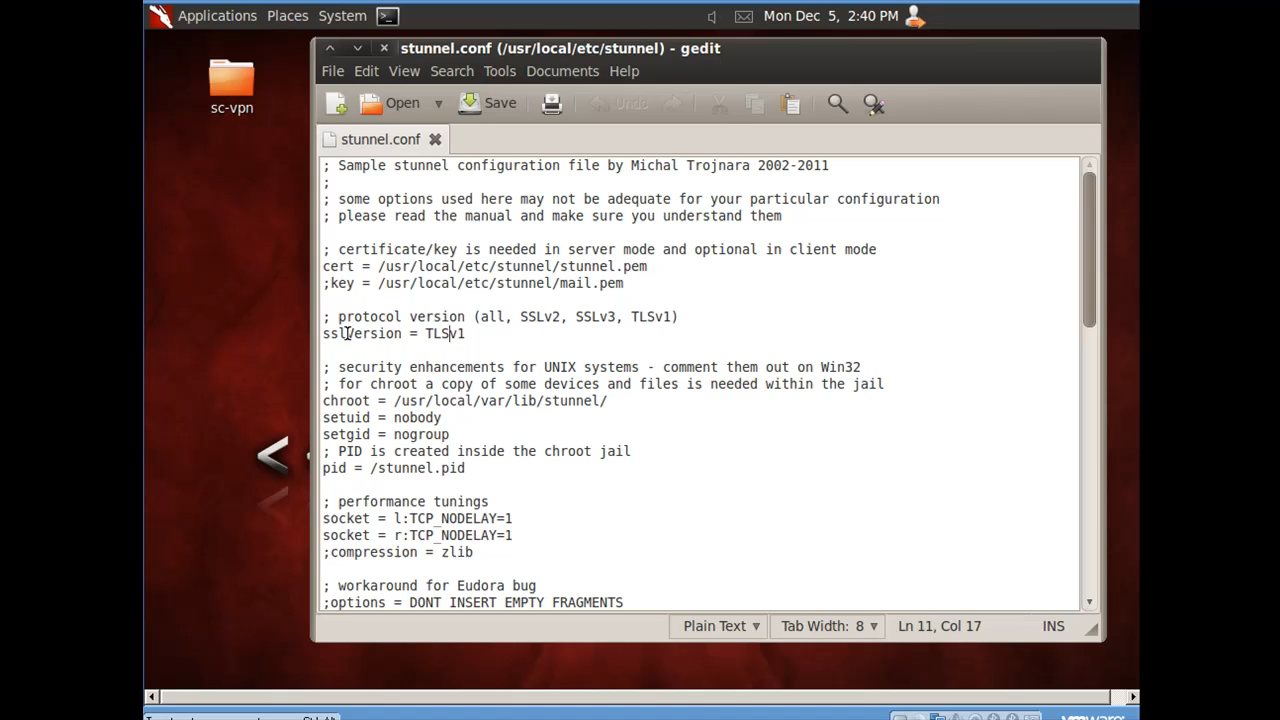 Applications Places System Mon Dec 5, 2:40 PM
stunnel.conf (/usr/local/etc/stunnel) - gedit
File Edit View Search Tools Documents Help
Open Save Undo
sc-vpn
stunnel.conf
; Sample stunnel configuration file by Michal Trojnara 2002-2011
;
; some options used here may not be adequate for your particular configuration
; please read the manual and make sure you understand them
; certificate/key is needed in server mode and optional in client mode
cert = /usr/local/etc/stunnel/stunnel.pem
;key = /usr/local/etc/stunnel/mail.pem
; protocol version (all, SSLv2, SSLv3, TLSv1)
sslVersion = TLSv1
; security enhancements for UNIX systems - comment them out on Win32
; for chroot a copy of some devices and files is needed within the jail
chroot = /usr/local/var/lib/stunnel/
setuid = nobody
setgid = nogroup
; PID is created inside the chroot jail
pid = /stunnel.pid
; performance tunings
socket = l:TCP_NODELAY=1
socket = r:TCP_NODELAY=1
;compression = zlib
; workaround for Eudora bug
;options = DONT_INSERT_EMPTY_FRAGMENTS
Plain Text Tab Width: 8 Ln 11, Col 17 INS